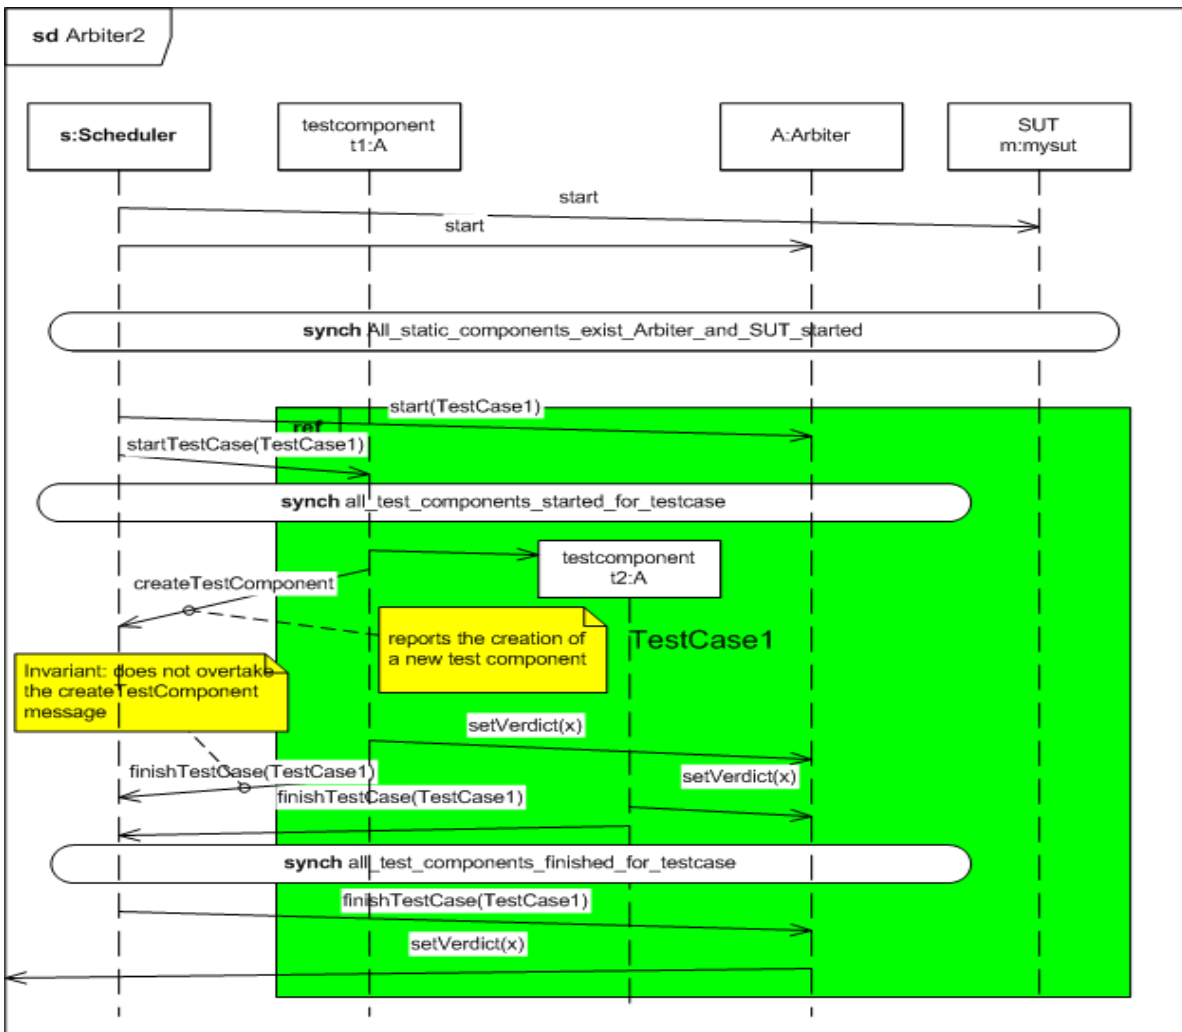 sd Arbiter2
s:Scheduler
testcomponent
t1:A
A:Arbiter
SUT
m:mysut
start
start
synch All_static_components_exist_Arbiter_and_SUT_started
start(TestCase1)
ref
startTestCase(TestCase1)
synch all_test_components_started_for_testcase
testcomponent
t2:A
createTestComponent
reports the creation of
a new test component
TestCase1
Invariant: does not overtake
the createTestComponent
message
setVerdict(x)
finishTestCase(TestCase1)
setVerdict(x)
finishTestCase(TestCase1)
synch all_test_components_finished_for_testcase
finishTestCase(TestCase1)
setVerdict(x)